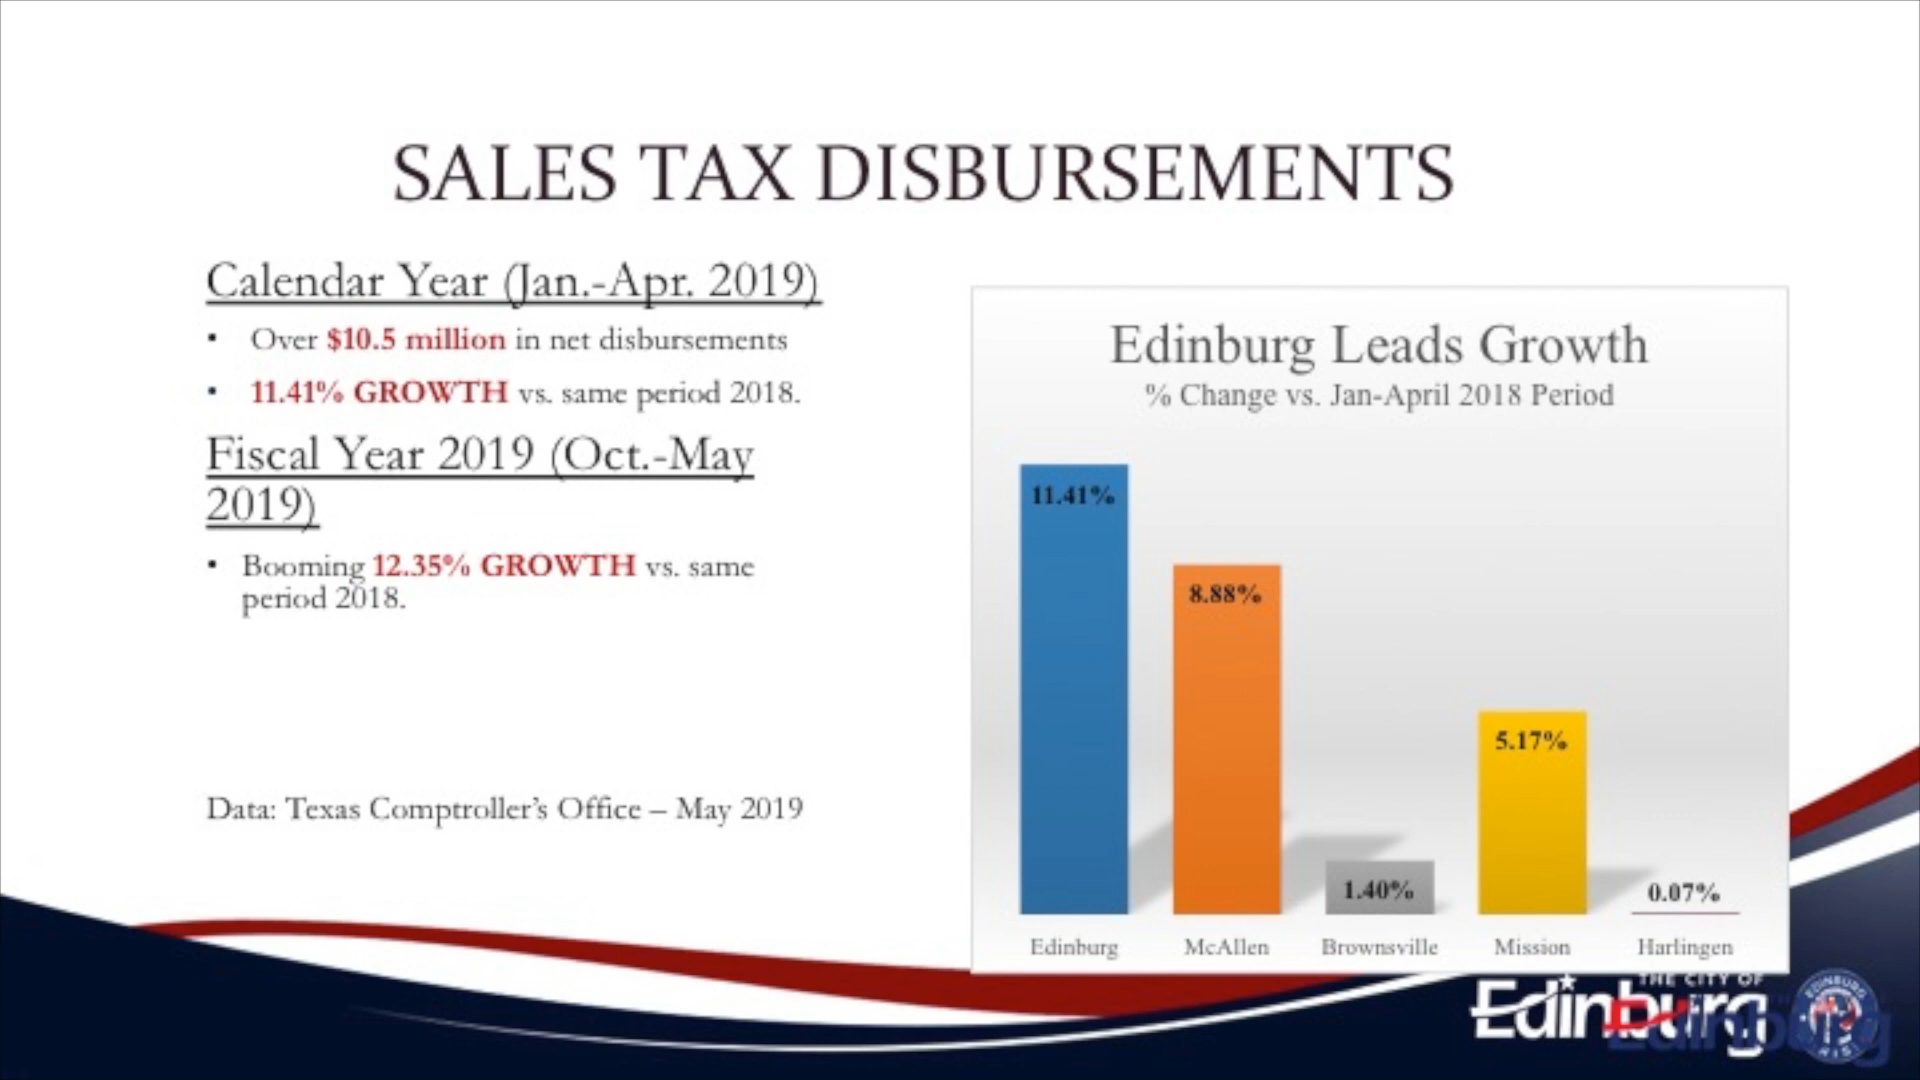 SALES TAX DISBURSEMENTS
Calendar Year (Jan.-Apr. 2019)
• Over $10.5 million in net disbursements
• 11.41% GROWTH vs. same period 2018.
Fiscal Year 2019 (Oct.-May
2019)
• Booming 12.35% GROWTH vs. same
period 2018.
Data: Texas Comptroller's Office – May 2019
Edinburg Leads Growth
% Change vs. Jan-April 2018 Period
11.41%
8.88%
1.40%
5.17%
0.07%
Edinburg McAllen Brownsville Mission Harlingen
THE CITY OF
Edinburg
EDINBURG
Edinburg